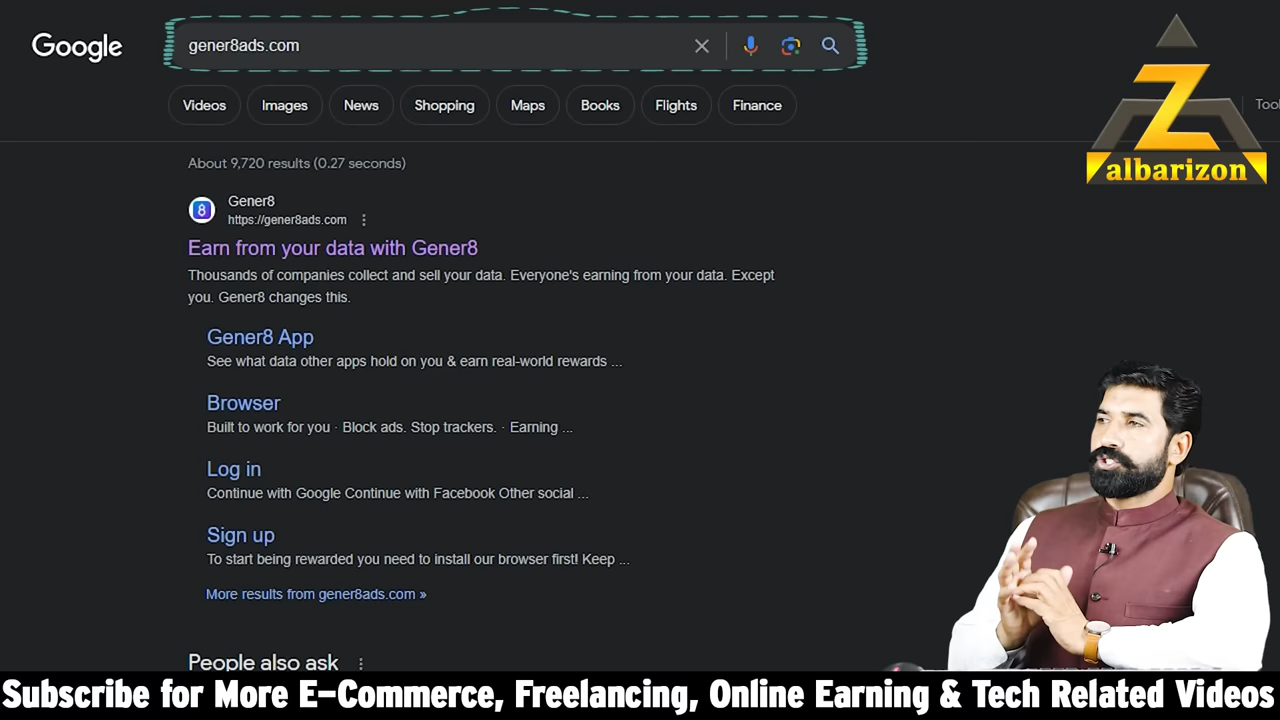 Google
gener8ads.com
Videos
Images
News
Shopping
Maps
Books
Flights
Finance
Z
albarizon
About 9,720 results (0.27 seconds)
8
Gener8
https://gener8ads.com
Earn from your data with Gener8
Thousands of companies collect and sell your data. Everyone's earning from your data. Except
you. Gener8 changes this.
Gener8 App
See what data other apps hold on you & earn real-world rewards ...
Browser
Built to work for you · Block ads. Stop trackers. · Earning ...
Log in
Continue with Google Continue with Facebook Other social ...
Sign up
To start being rewarded you need to install our browser first! Keep ...
More results from gener8ads.com »
People also ask
Subscribe for More E-Commerce, Freelancing, Online Earning & Tech Related Videos